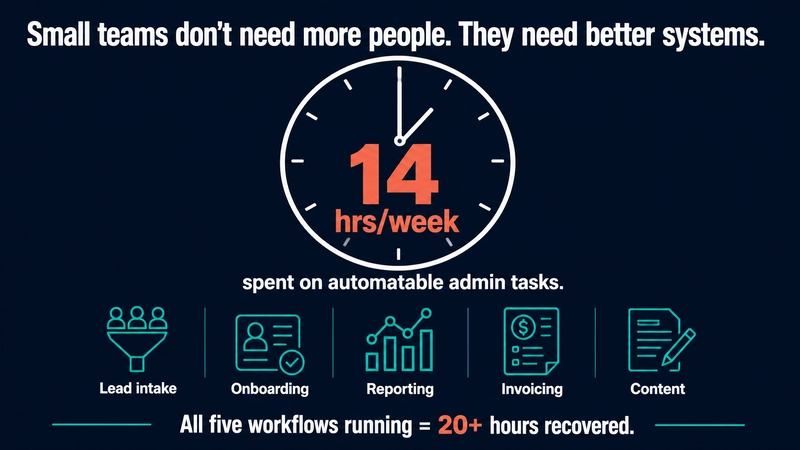 Small teams don't need more people. They need better systems.
14
hrs/week
spent on automatable admin tasks.
$
Lead intake
Onboarding
Reporting
Invoicing
Content
All five workflows running = 20+ hours recovered.